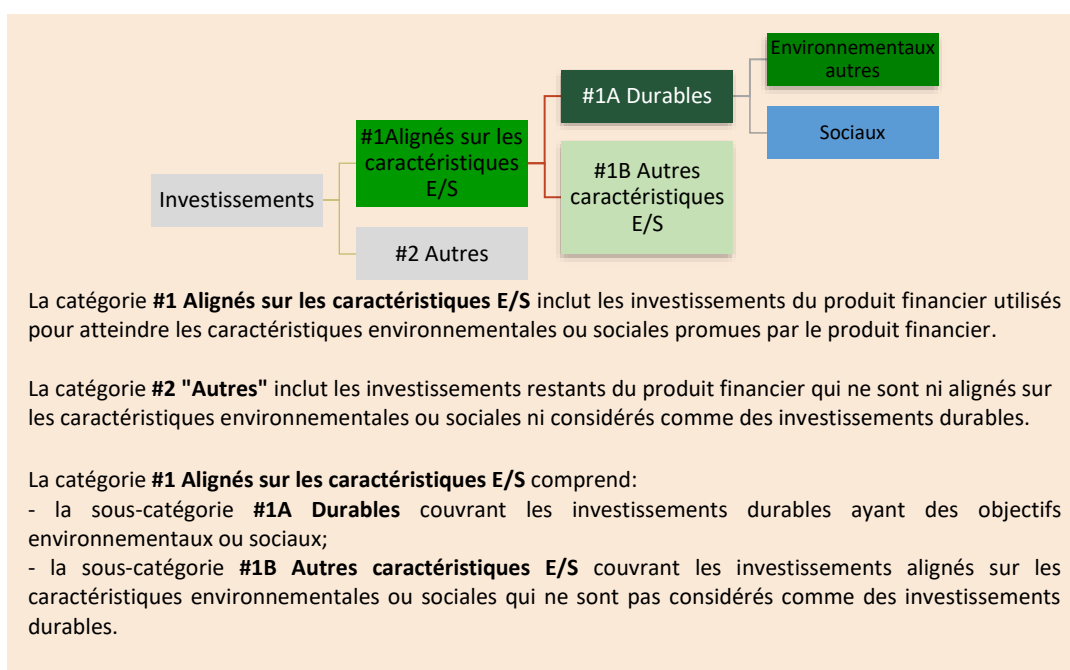 Environnementaux
autres
#1A Durables
Sociaux
#1Alignés sur les
caractéristiques
E/S
#1B Autres
caractéristiques
E/S
Investissements
#2 Autres
La catégorie #1 Alignés sur les caractéristiques E/S inclut les investissements du produit financier utilisés
pour atteindre les caractéristiques environnementales ou sociales promues par le produit financier.
La catégorie #2 "Autres" inclut les investissements restants du produit financier qui ne sont ni alignés sur
les caractéristiques environnementales ou sociales ni considérés comme des investissements durables.
La catégorie #1 Alignés sur les caractéristiques E/S comprend:
- la sous-catégorie #1A Durables couvrant les investissements durables ayant des objectifs
environnementaux ou sociaux;
- la sous-catégorie #1B Autres caractéristiques E/S couvrant les investissements alignés sur les
caractéristiques environnementales ou sociales qui ne sont pas considérés comme des investissements
durables.